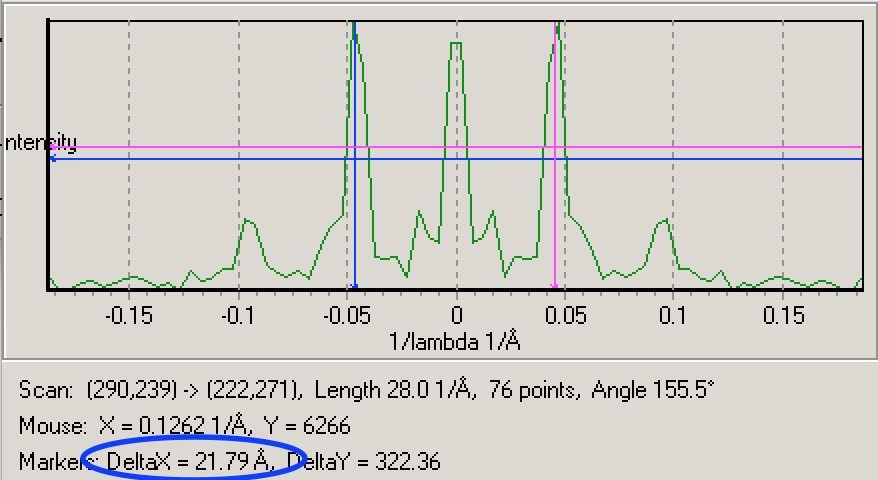 ntensity
-0.15 -0.1 -0.05 0 0.05 0.1 0.15
1/lambda 1/Å
Scan: (290,239) -> (222,271), Length 28.0 1/Å, 76 points, Angle 155.5°
Mouse: X = 0.1262 1/Å, Y = 6266
Marker: DeltaX = 21.79 Å, DeltaY = 322.36